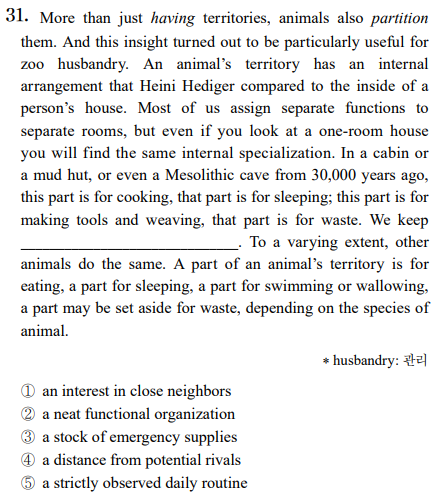 31. More than just having territories, animals also partition
them. And this insight turned out to be particularly useful for
zoo husbandry. An animal's territory has an internal
arrangement that Heini Hediger compared to the inside of a
person's house. Most of us assign separate functions to
separate rooms, but even if you look at a one-room house
you will find the same internal specialization. In a cabin or
a mud hut, or even a Mesolithic cave from 30,000 years ago,
this part is for cooking, that part is for sleeping; this part is for
making tools and weaving, that part is for waste. We keep
____________________________. To a varying extent, other
animals do the same. A part of an animal's territory is for
eating, a part for sleeping, a part for swimming or wallowing,
a part may be set aside for waste, depending on the species of
animal.
* husbandry: 관리
① an interest in close neighbors
② a neat functional organization
③ a stock of emergency supplies
④ a distance from potential rivals
⑤ a strictly observed daily routine